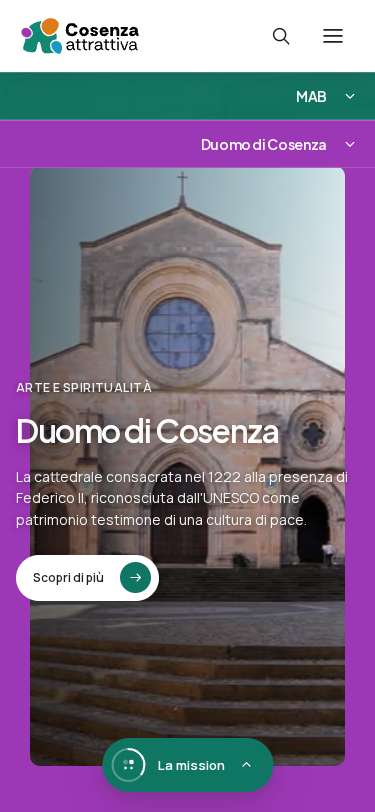 Cosenza
attrattiva
MAB
Duomo di Cosenza
ARTE E SPIRITUALITÀ
Duomo di Cosenza
La cattedrale consacrata nel 1222 alla presenza di
Federico II, riconosciuta dall'UNESCO come
patrimonio testimone di una cultura di pace.
Scopri di più
La mission